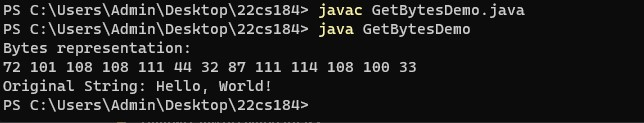 PS C:\Users\Admin\Desktop\22cs184> javac GetBytesDemo.java
PS C:\Users\Admin\Desktop\22cs184> java GetBytesDemo
Bytes representation:
72 101 108 108 111 44 32 87 111 114 108 100 33
Original String: Hello, World!
PS C:\Users\Admin\Desktop\22cs184>